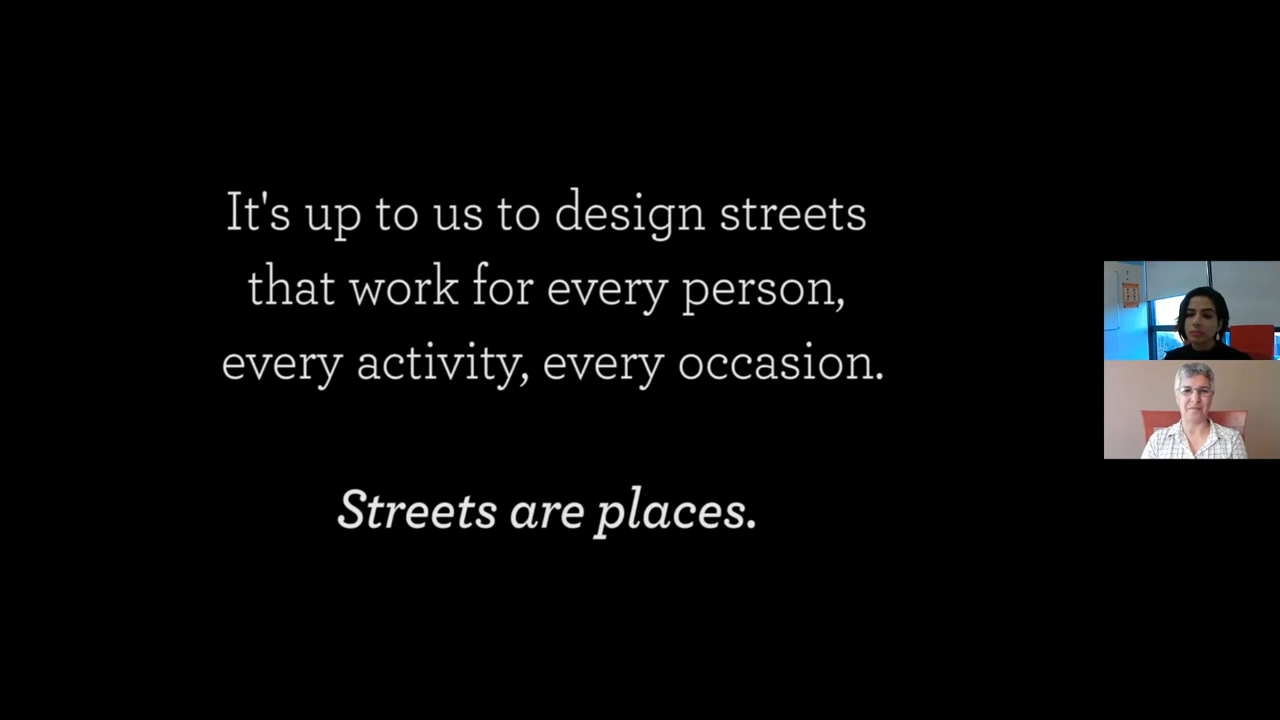 It's up to us to design streets
that work for every person,
every activity, every occasion.
Streets are places.